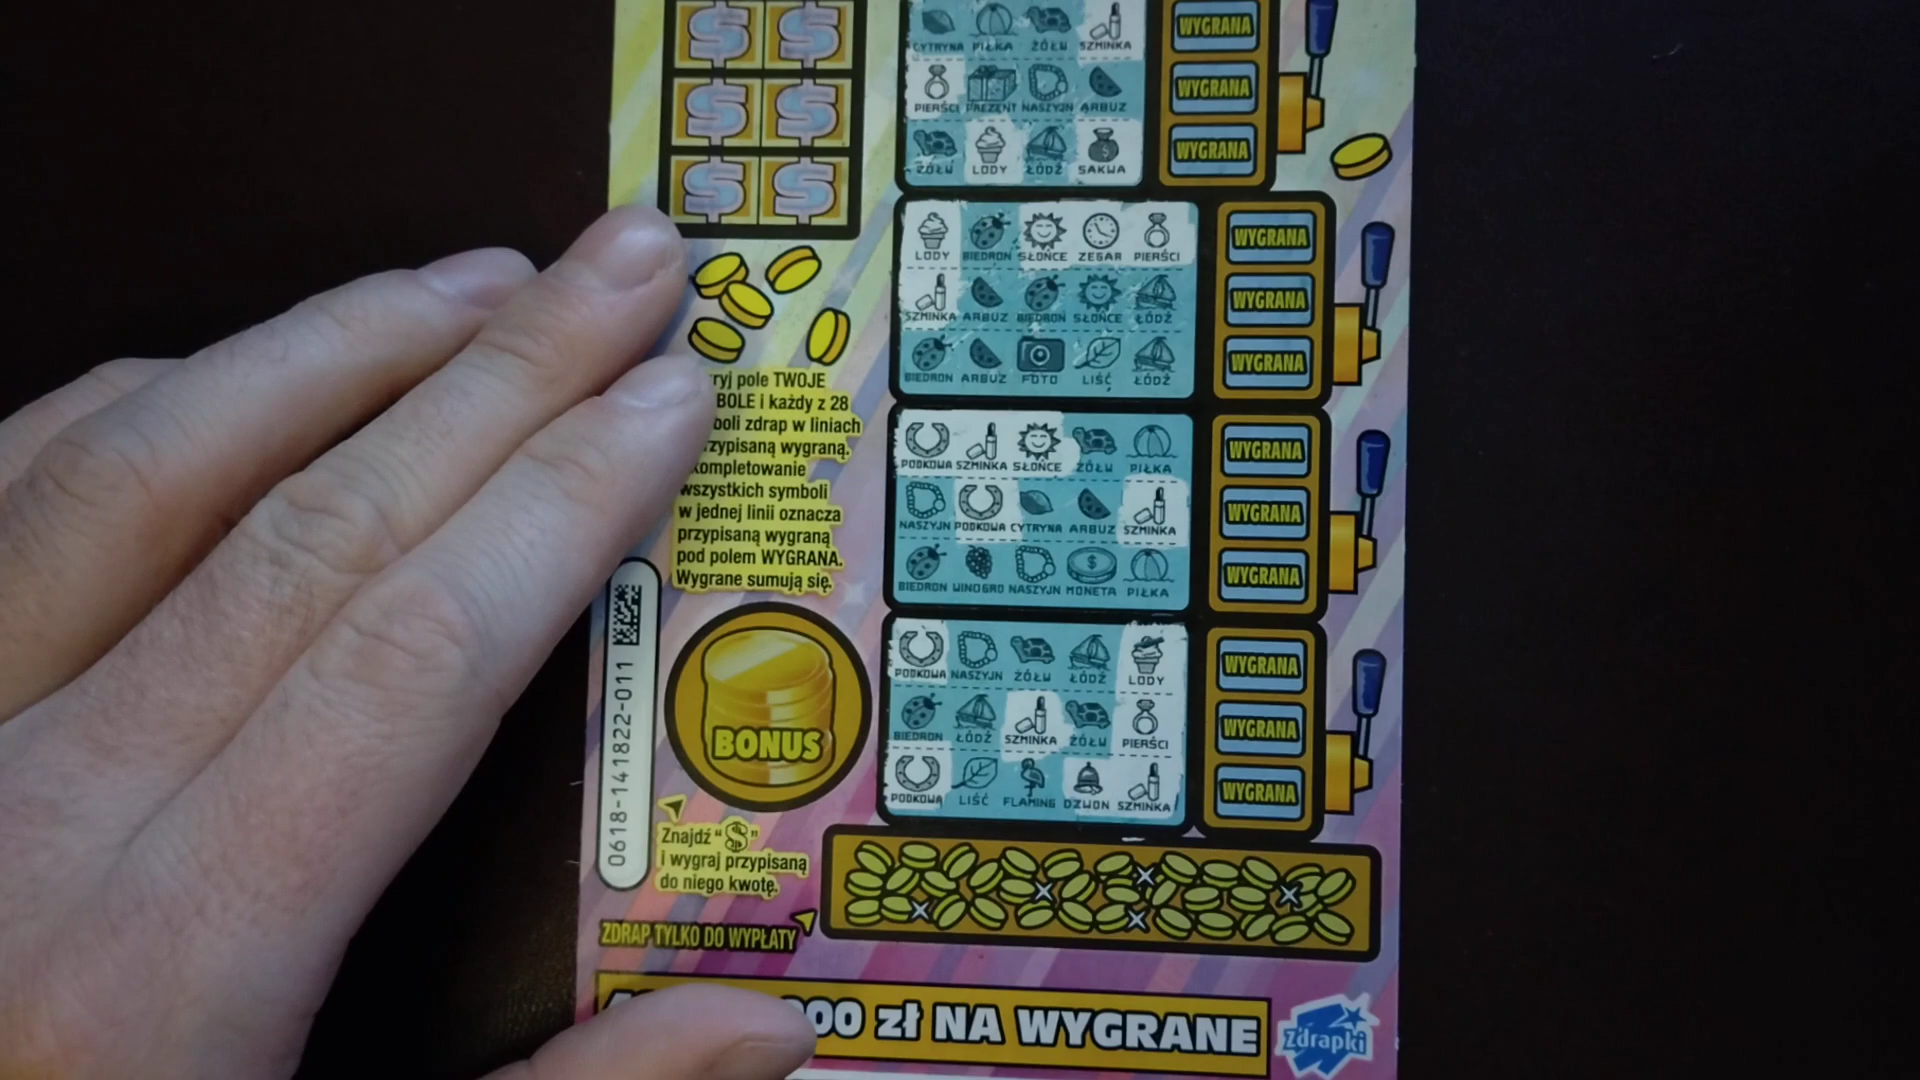 CYTRYNA PIŁKA ŻÓŁW SZMINKA
PIERŚCI PREZENT NASZYJN ARBUZ
ŻÓŁW LODY ŁÓDŹ SAKWA
WYGRANA
WYGRANA
WYGRANA
LODY BIEDRON SŁOŃCE ZEGAR PIERŚCI
SZMINKA ARBUZ BIEDRON SŁOŃCE ŁÓDŹ
BIEDRON ARBUZ FOTO LIŚĆ ŁÓDŹ
WYGRANA
WYGRANA
WYGRANA
ryj pole TWOJE
BOLE i każdy z 28
boli zdrap w liniach
rzypisaną wygraną.
kompletowanie
wszystkich symboli
w jednej linii oznacza
przypisaną wygraną
pod polem WYGRANA.
Wygrane sumują się.
PODKOWA SZMINKA SŁOŃCE ŻÓŁW PIŁKA
NASZYJN PODKOWA CYTRYNA ARBUZ SZMINKA
BIEDRON WINOGRO NASZYJN MONETA PIŁKA
WYGRANA
WYGRANA
WYGRANA
PODKOWA NASZYJN ŻÓŁW ŁÓDŹ LODY
BIEDRON ŁÓDŹ SZMINKA ŻÓŁW PIERŚCI
PODKOWA LIŚĆ FLAMING DZWON SZMINKA
WYGRANA
WYGRANA
WYGRANA
0618-141822-011
BONUS
Znajdź "$"
i wygraj przypisaną
do niego kwotę.
ZDRAP TYLKO DO WYPŁATY
00 zł NA WYGRANE
Zdrapki